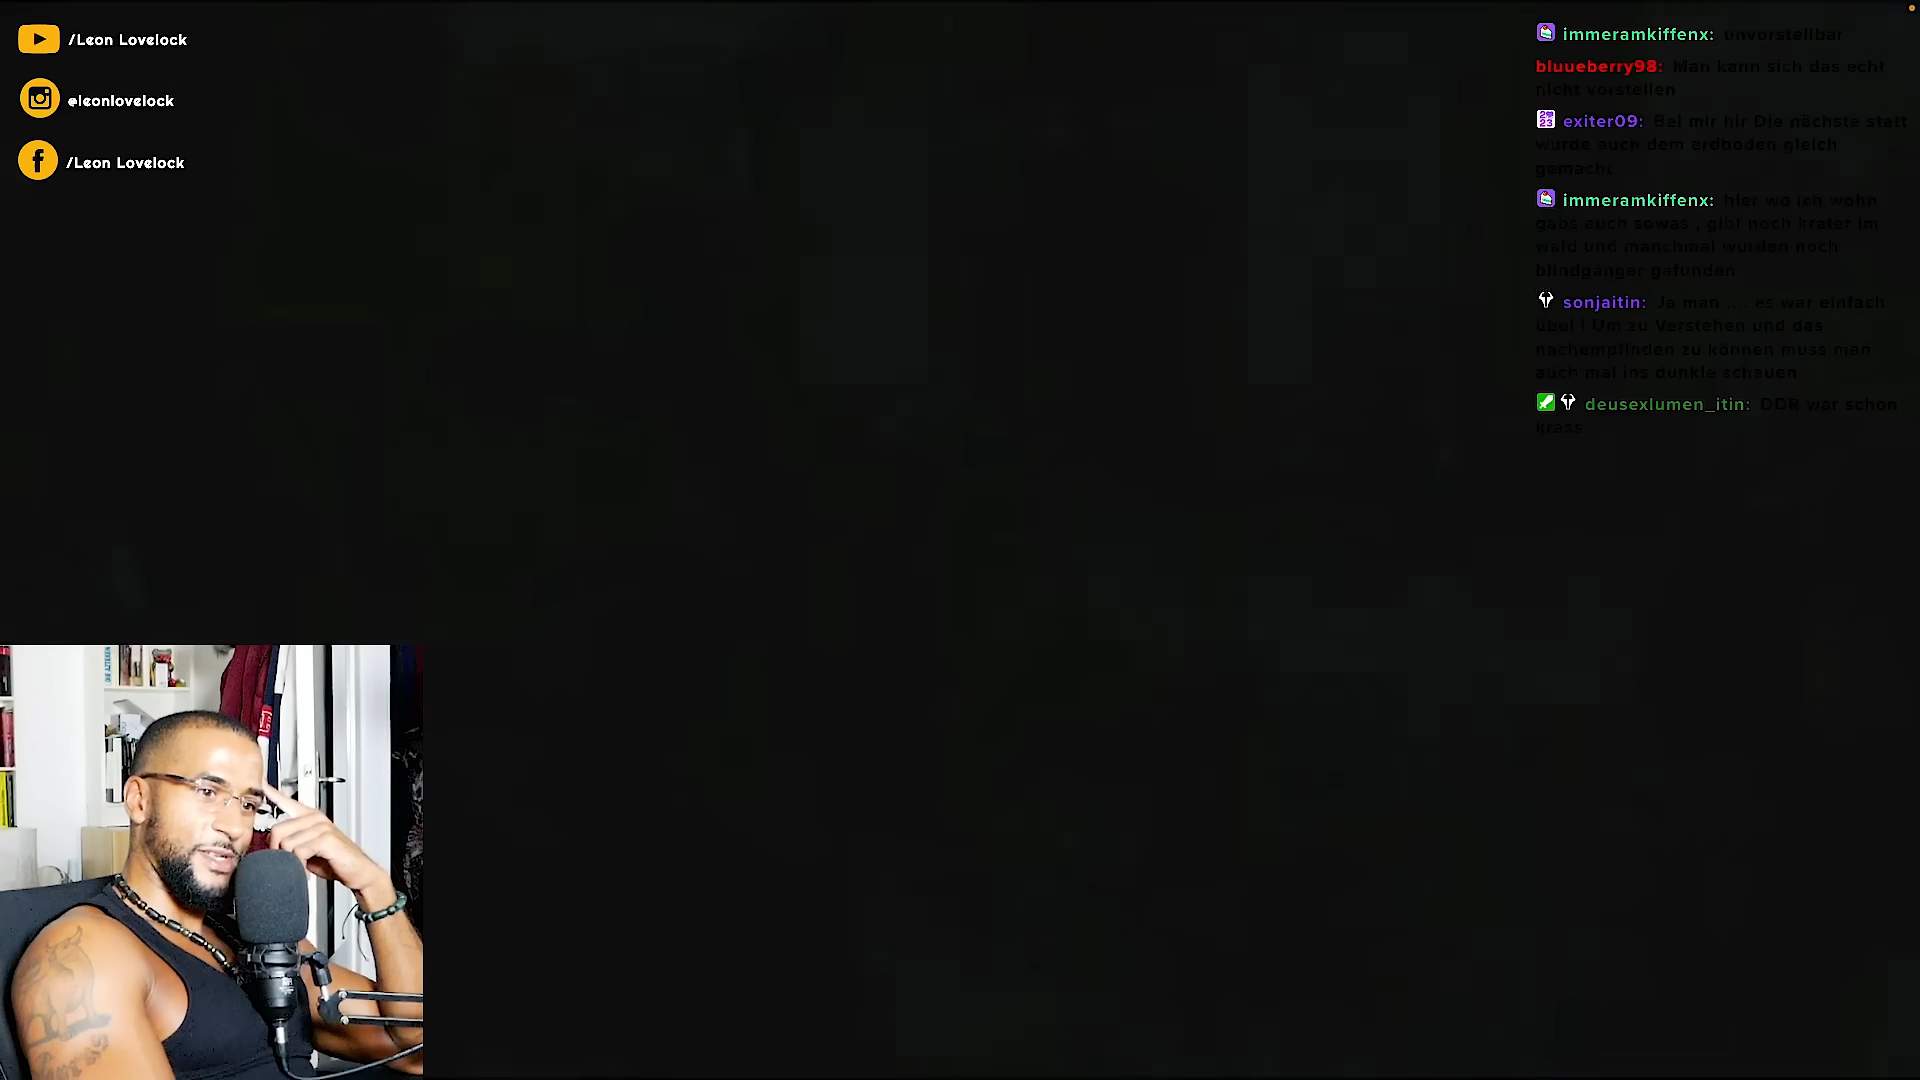 /Leon Lovelock
@leonlovelock
/Leon Lovelock
immeramkiffenx: unvorstellbar
bluueberry98: Man kann sich das echt
nicht vorstellen
exiter09: Bei mir hir Die nächste statt
wurde auch dem erdboden gleich
gemacht
immeramkiffenx: hier wo ich wohn
gabs auch sowas , gibt noch krater im
wald und manchmal wurden noch
blindgänger gefunden
sonjaitin: Ja man .... es war einfach
übel ! Um zu Verstehen und das
nachempfinden zu können muss man
auch mal ins dunkle schauen
deusexlumen_itin: DDR war schon
krass
DIE AZTEKEN